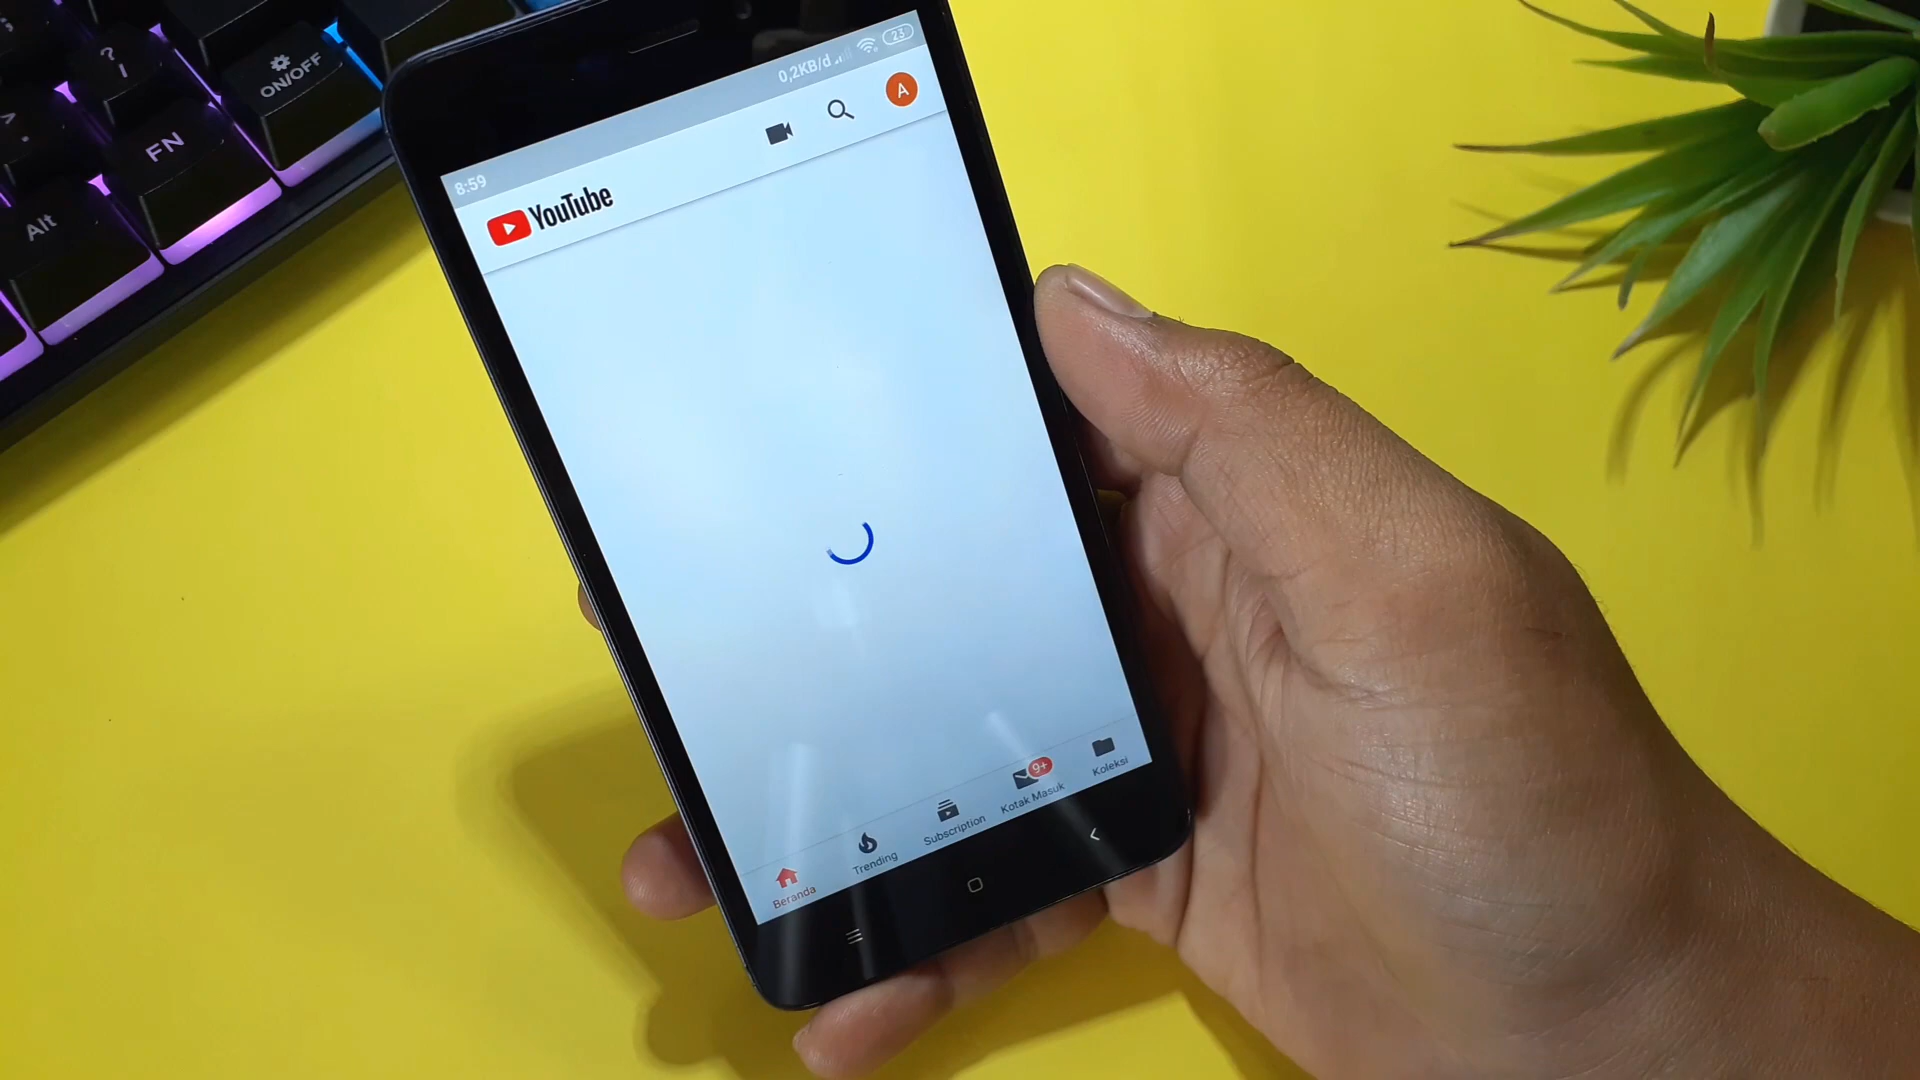 ?
/
ON/OFF
>
.
FN
Alt
8:59
0,2KB/d
23
A
YouTube
Beranda
Trending
Subscription
9+
Kotak Masuk
Koleksi